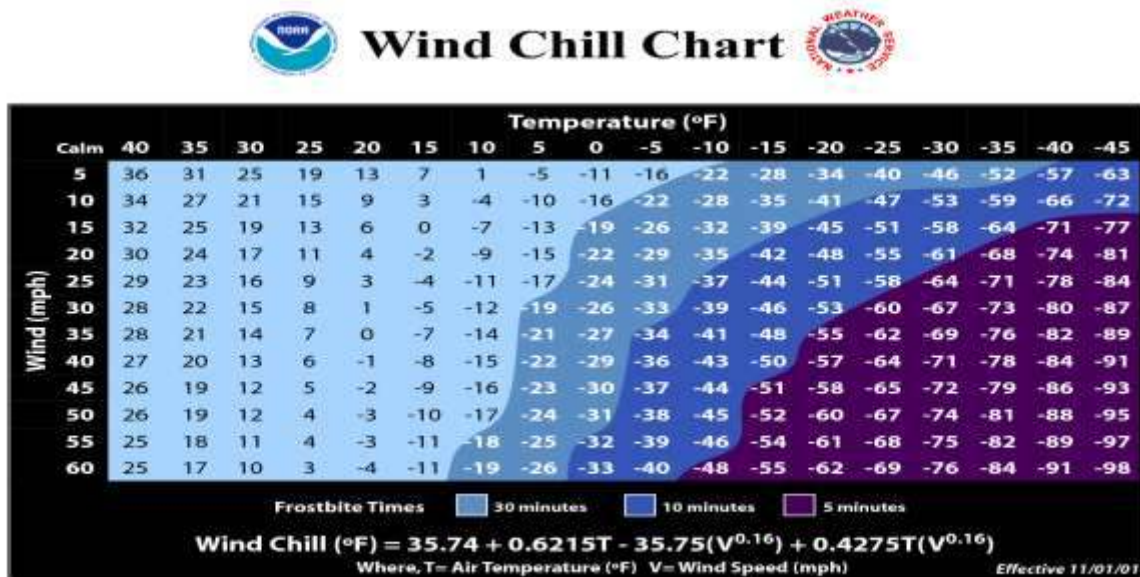 NOAA
Wind Chill Chart
NATIONAL WEATHER SERVICE
Temperature (ºF)
Calm 40 35 30 25 20 15 10 5 0 -5 -10 -15 -20 -25 -30 -35 -40 -45
5 36 31 25 19 13 7 1 -5 -11 -16 -22 -28 -34 -40 -46 -52 -57 -63
10 34 27 21 15 9 3 -4 -10 -16 -22 -28 -35 -41 -47 -53 -59 -66 -72
15 32 25 19 13 6 0 -7 -13 -19 -26 -32 -39 -45 -51 -58 -64 -71 -77
20 30 24 17 11 4 -2 -9 -15 -22 -29 -35 -42 -48 -55 -61 -68 -74 -81
25 29 23 16 9 3 -4 -11 -17 -24 -31 -37 -44 -51 -58 -64 -71 -78 -84
30 28 22 15 8 1 -5 -12 -19 -26 -33 -39 -46 -53 -60 -67 -73 -80 -87
35 28 21 14 7 0 -7 -14 -21 -27 -34 -41 -48 -55 -62 -69 -76 -82 -89
40 27 20 13 6 -1 -8 -15 -22 -29 -36 -43 -50 -57 -64 -71 -78 -84 -91
45 26 19 12 5 -2 -9 -16 -23 -30 -37 -44 -51 -58 -65 -72 -79 -86 -93
50 26 19 12 4 -3 -10 -17 -24 -31 -38 -45 -52 -60 -67 -74 -81 -88 -95
55 25 18 11 4 -3 -11 -18 -25 -32 -39 -46 -54 -61 -68 -75 -82 -89 -97
60 25 17 10 3 -4 -11 -19 -26 -33 -40 -48 -55 -62 -69 -76 -84 -91 -98
Wind (mph)
Frostbite Times 30 minutes 10 minutes 5 minutes
Wind Chill (ºF) = 35.74 + 0.6215T - 35.75(V^0.16) + 0.4275T(V^0.16)
Where, T= Air Temperature (ºF) V= Wind Speed (mph)
Effective 11/01/01